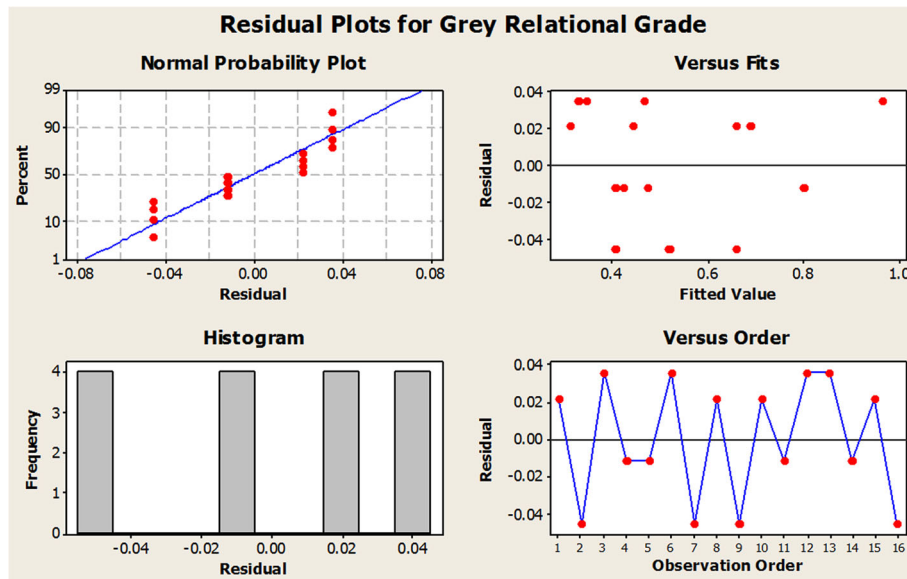 Residual Plots for Grey Relational Grade
Normal Probability Plot
Percent
99
90
50
10
1
-0.08 -0.04 0.00 0.04 0.08
Residual
Versus Fits
Residual
0.04
0.02
0.00
-0.02
-0.04
0.4 0.6 0.8 1.0
Fitted Value
Histogram
Frequency
4
3
2
1
0
-0.04 -0.02 0.00 0.02 0.04
Residual
Versus Order
Residual
0.04
0.02
0.00
-0.02
-0.04
1 2 3 4 5 6 7 8 9 10 11 12 13 14 15 16
Observation Order